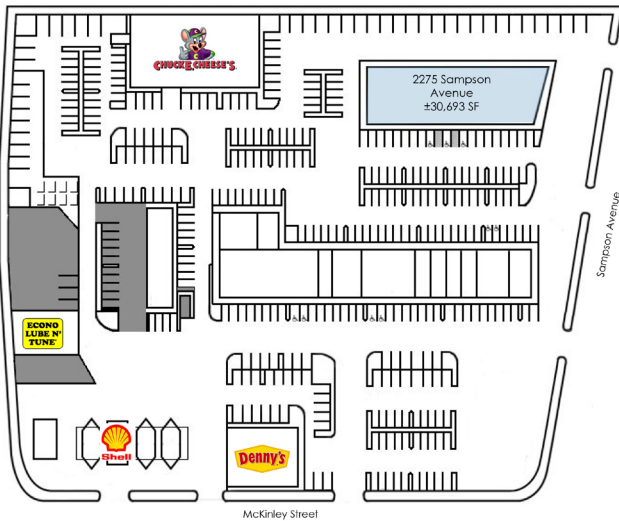 CHUCK E. CHEESE'S
2275 Sampson
Avenue
±30,693 SF
Sampson Avenue
ECONO
LUBE N'
TUNE
Shell
Denny's
McKinley Street